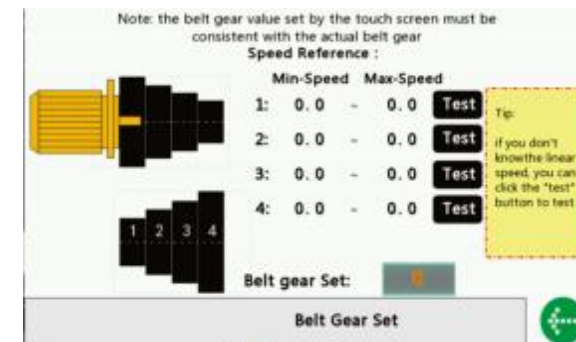 Note: the belt gear value set by the touch screen must be
consistent with the actual belt gear
Speed Reference :
Min-Speed Max-Speed
1: 0.0 - 0.0 Test
2: 0.0 - 0.0 Test
3: 0.0 - 0.0 Test
4: 0.0 - 0.0 Test
Tip:
if you don't
knowthe linear
speed, you can
click the "test"
button to test
1 2 3 4
Belt gear Set: 0
Belt Gear Set